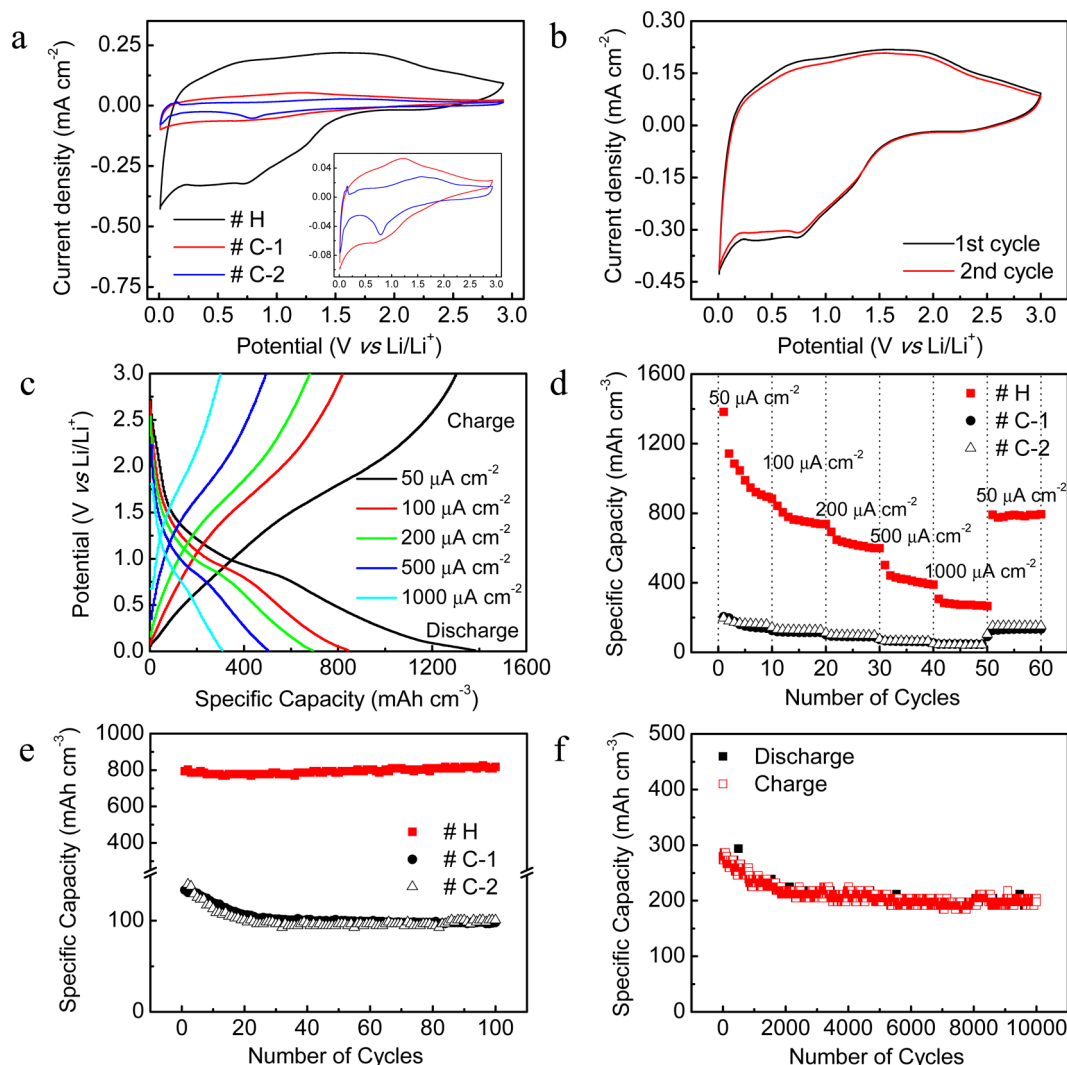 a
Current density (mA cm-2)
0.25
0.00
-0.25
-0.50
-0.75
# H
# C-1
# C-2
0.04
0.00
-0.04
-0.08
0.0 0.5 1.0 1.5 2.0 2.5 3.0
0.0 0.5 1.0 1.5 2.0 2.5 3.0
Potential (V vs Li/Li+)
b
Current density (mA cm-2)
0.30
0.15
0.00
-0.15
-0.30
-0.45
1st cycle
2nd cycle
0.0 0.5 1.0 1.5 2.0 2.5 3.0
Potential (V vs Li/Li+)
c
Potential (V vs Li/Li+)
3.0
2.5
2.0
1.5
1.0
0.5
0.0
Charge
50 μA cm-2
100 μA cm-2
200 μA cm-2
500 μA cm-2
1000 μA cm-2
Discharge
0 400 800 1200 1600
Specific Capacity (mAh cm-3)
d
Specific Capacity (mAh cm-3)
1600
1200
800
400
0
50 μA cm-2
100 μA cm-2
200 μA cm-2
500 μA cm-2
1000 μA cm-2
50 μA cm-2
# H
# C-1
# C-2
0 10 20 30 40 50 60
Number of Cycles
e
Specific Capacity (mAh cm-3)
1000
800
600
400
100
0
# H
# C-1
# C-2
0 20 40 60 80 100
Number of Cycles
f
Specific Capacity (mAh cm-3)
500
400
300
200
100
0
Discharge
Charge
0 2000 4000 6000 8000 10000
Number of Cycles